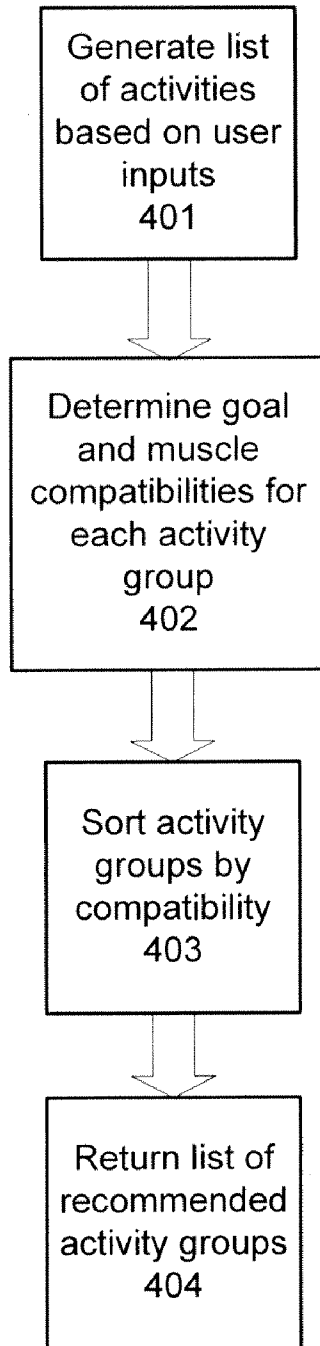 Generate list
of activities
based on user
inputs
401
Determine goal
and muscle
compatibilities for
each activity
group
402
Sort activity
groups by
compatibility
403
Return list of
recommended
activity groups
404